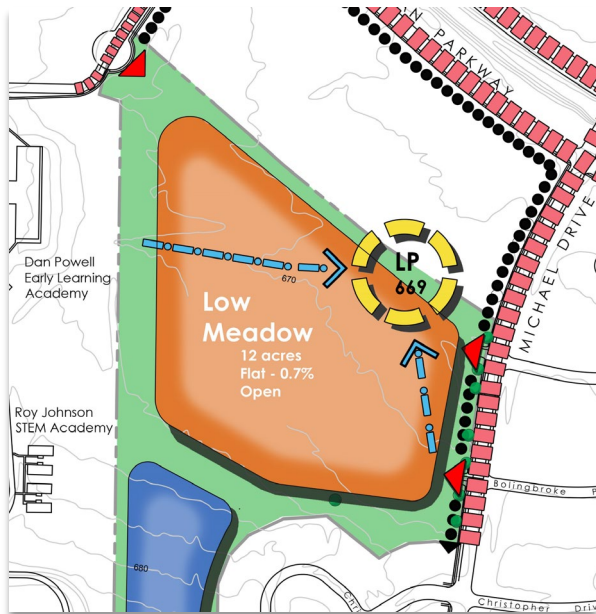 N PARKWAY
MICHAEL DRIVE
LP
669
670
Dan Powell
Early Learning
Academy
Low
Meadow
12 acres
Flat - 0.7%
Open
Roy Johnson
STEM Academy
Bolingbroke
680
Christopher